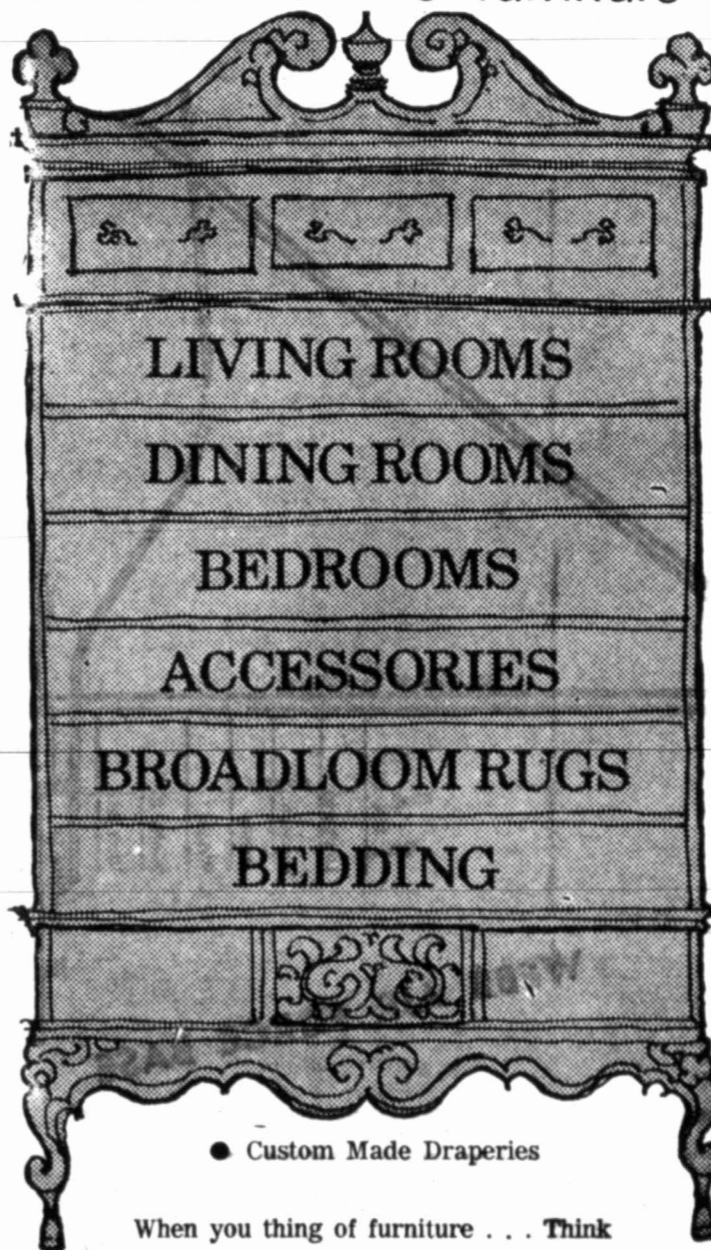 LIVING ROOMS
DINING ROOMS
BEDROOMS
ACCESSORIES
BROADLOOM RUGS
BEDDING
● Custom Made Draperies
When you thing of furniture . . . Think